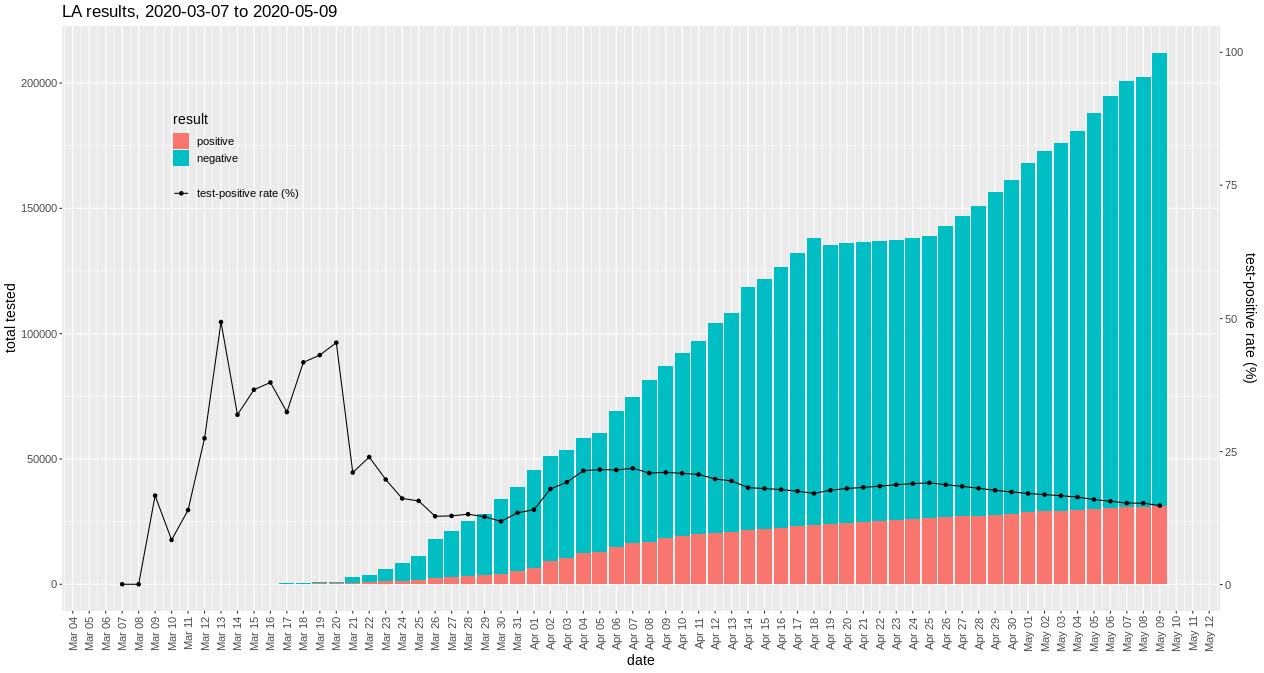 LA results, 2020-03-07 to 2020-05-09
result
positive
negative
test-positive rate (%)
total tested
200000
150000
100000
50000
0
100
75
50
25
0
test-positive rate (%)
Mar 04
Mar 05
Mar 06
Mar 07
Mar 08
Mar 09
Mar 10
Mar 11
Mar 12
Mar 13
Mar 14
Mar 15
Mar 16
Mar 17
Mar 18
Mar 19
Mar 20
Mar 21
Mar 22
Mar 23
Mar 24
Mar 25
Mar 26
Mar 27
Mar 28
Mar 29
Mar 30
Mar 31
Apr 01
Apr 02
Apr 03
Apr 04
Apr 05
Apr 06
Apr 07
Apr 08
Apr 09
Apr 10
Apr 11
Apr 12
Apr 13
Apr 14
Apr 15
Apr 16
Apr 17
Apr 18
Apr 19
Apr 20
Apr 21
Apr 22
Apr 23
Apr 24
Apr 25
Apr 26
Apr 27
Apr 28
Apr 29
Apr 30
May 01
May 02
May 03
May 04
May 05
May 06
May 07
May 08
May 09
May 10
May 11
May 12
date